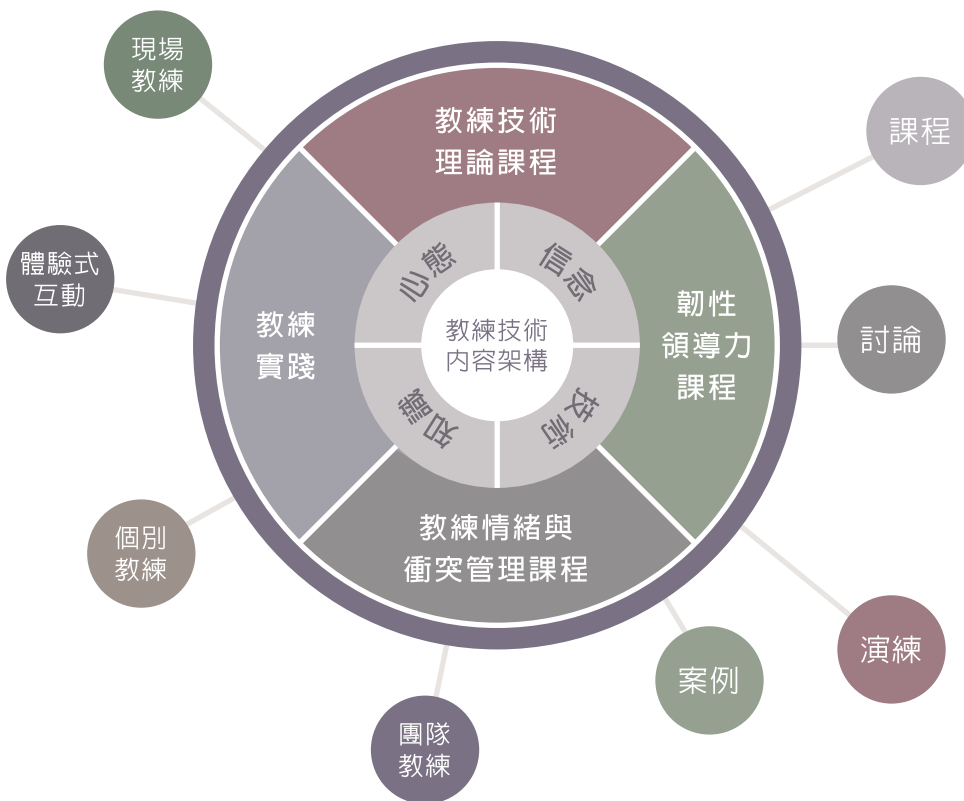 現場
教練
教練技術
理論課程
課程
心態
信念
體驗式
互動
教練
實踐
教練技術
內容架構
韌性
領導力
課程
討論
知識
技術
個別
教練
教練情緒與
衝突管理課程
演練
案例
團隊
教練